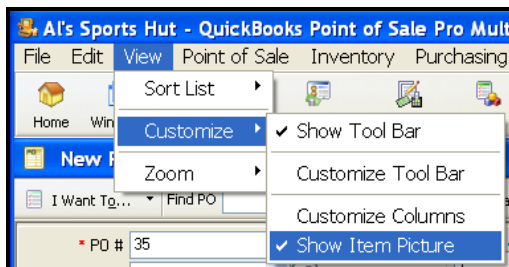 Al's Sports Hut - QuickBooks Point of Sale Pro Mult
File Edit View Point of Sale Inventory Purchasing
Sort List
Home
Customize
Show Tool Bar
New
Zoom
Customize Tool Bar
I Want To... Find PO
Customize Columns
* PO # 35
Show Item Picture